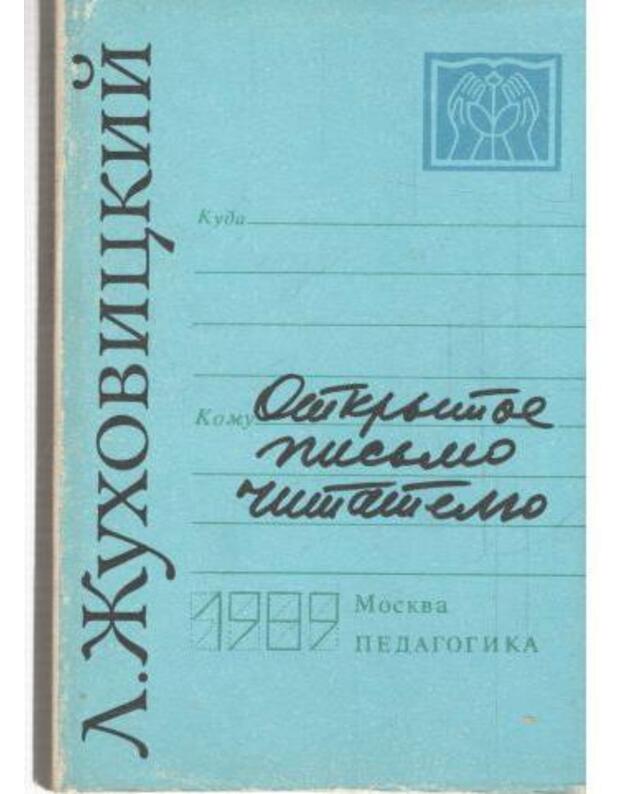 Л. ЖУХОВИЦКИЙ
Куда
Кому
Открытое
письмо
читателю
1989
Москва
ПЕДАГОГИКА